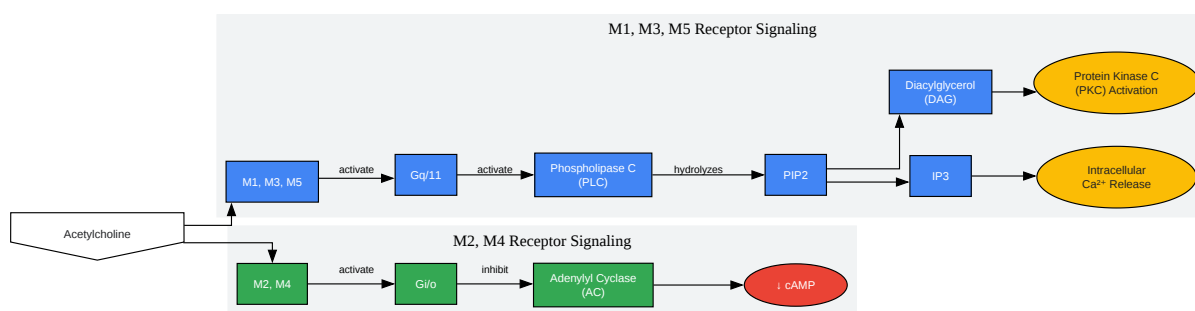 M1, M3, M5 Receptor Signaling
Diacylglycerol
(DAG)
Protein Kinase C
(PKC) Activation
M1, M3, M5
activate
Gq/11
activate
Phospholipase C
(PLC)
hydrolyzes
PIP2
IP3
Intracellular
Ca²⁺ Release
Acetylcholine
M2, M4 Receptor Signaling
M2, M4
activate
Gi/o
inhibit
Adenylyl Cyclase
(AC)
↓ cAMP